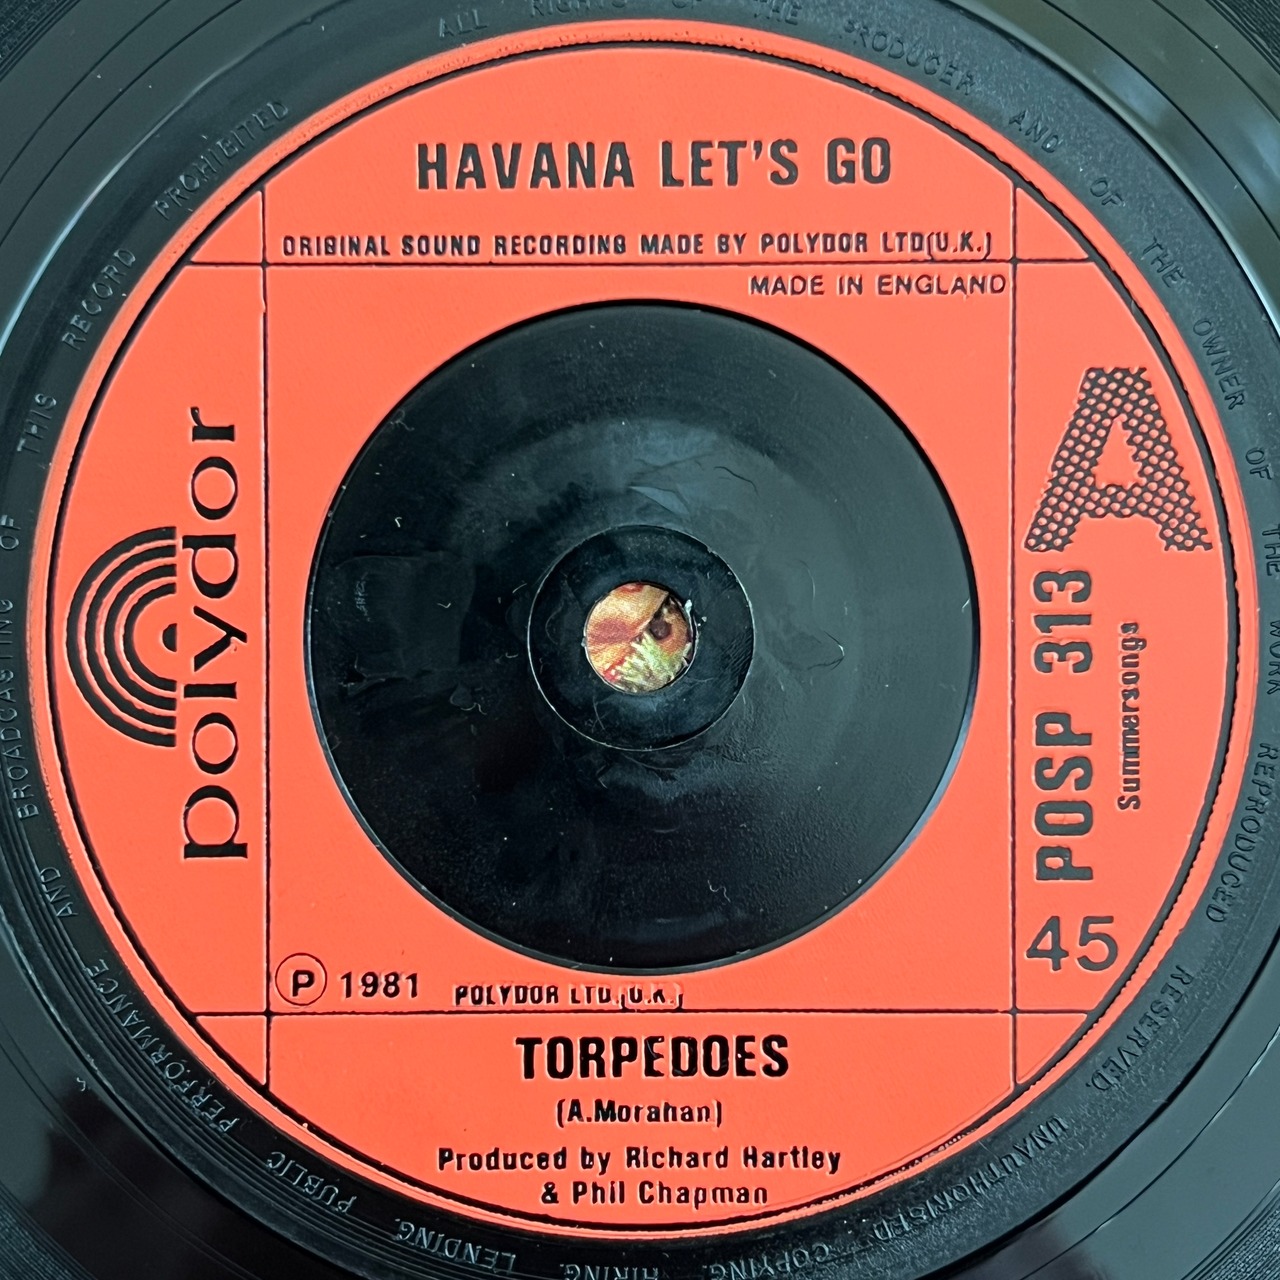 HAVANA LET'S GO
ORIGINAL SOUND RECORDING MADE BY POLYDOR LTD(U.K.)
MADE IN ENGLAND
polydor
A
POSP 313
Summersongs
45
P 1981 POLYDOR LTD.(U.K.)
TORPEDOES
(A.Morahan)
Produced by Richard Hartley
& Phil Chapman
ALL RIGHTS OF THE PRODUCER AND OF THE OWNER OF THE WORK REPRODUCED RESERVED. UNAUTHORISED COPYING, HIRING, LENDING, PUBLIC PERFORMANCE AND BROADCASTING OF THIS RECORD PROHIBITED